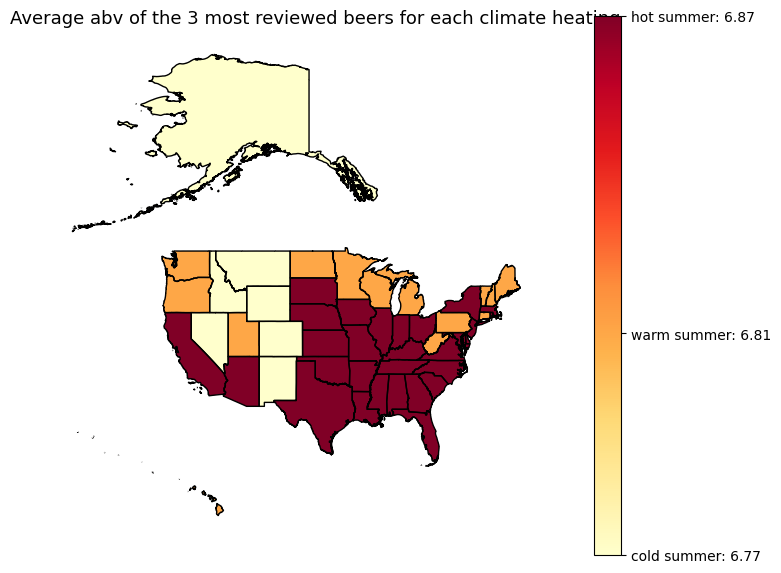 Average abv of the 3 most reviewed beers for each climate heating
hot summer: 6.87
warm summer: 6.81
cold summer: 6.77